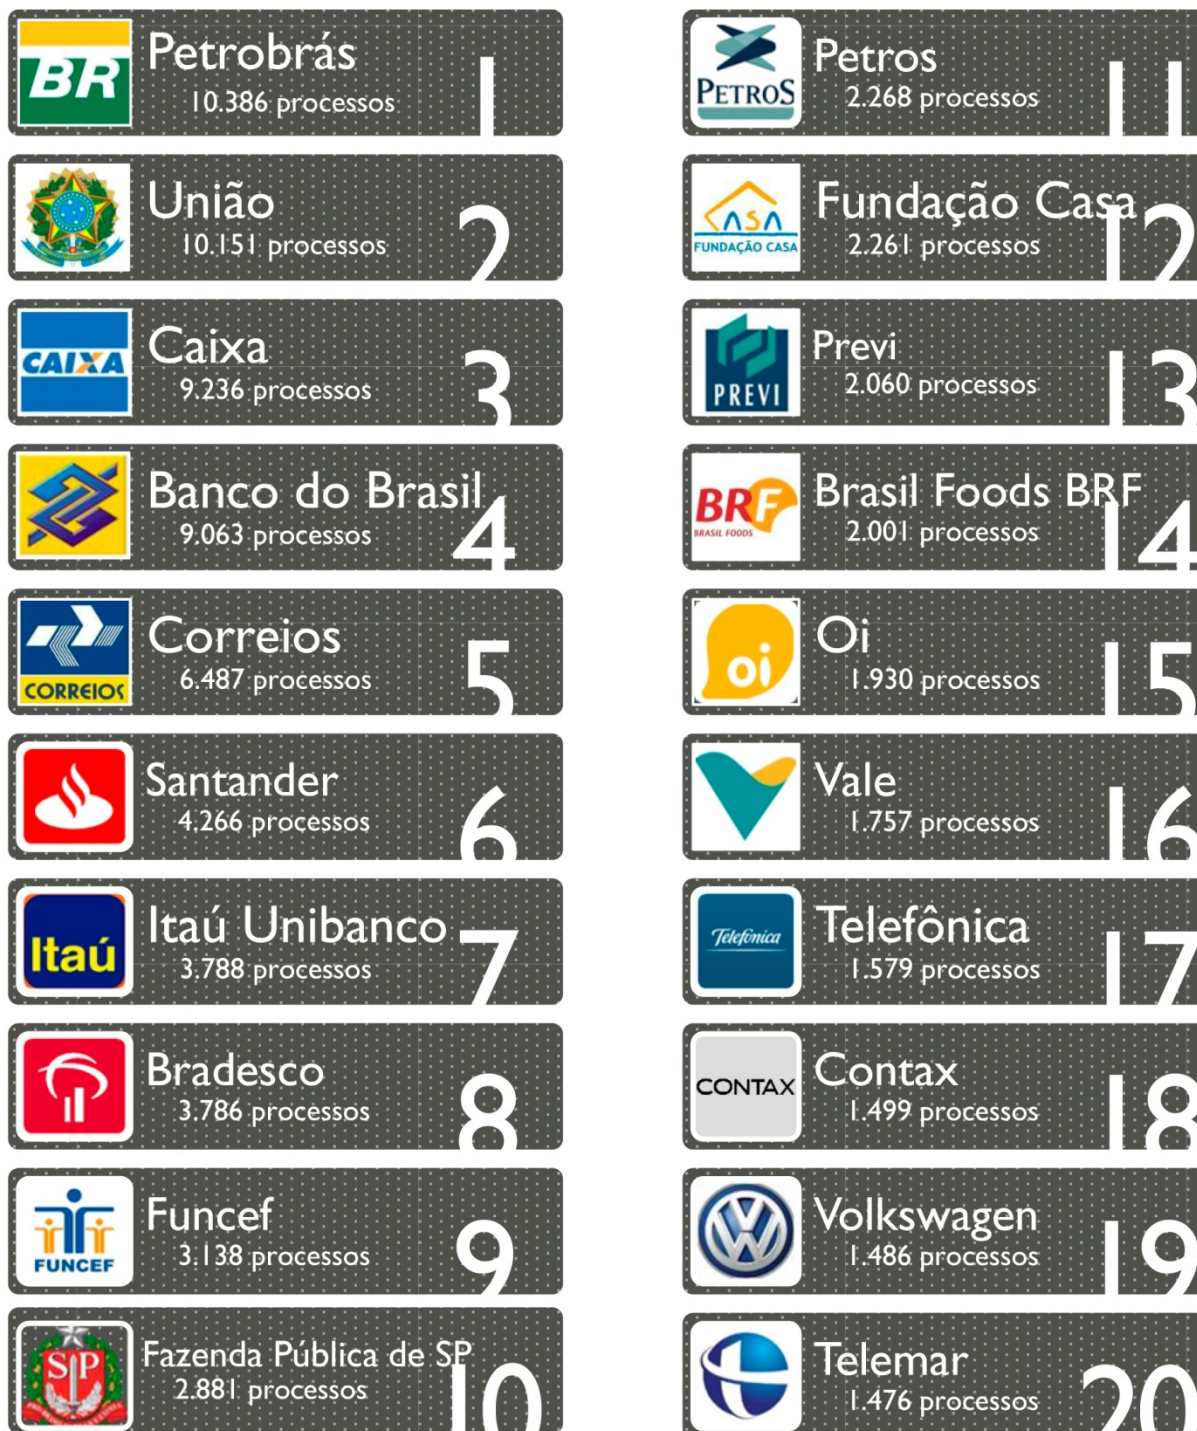 BR
Petrobrás
10.386 processos
1
União
10.151 processos
2
CAIXA
Caixa
9.236 processos
3
Banco do Brasil
9.063 processos
4
CORREIOS
Correios
6.487 processos
5
Santander
4.266 processos
6
Itaú
Itaú Unibanco
3.788 processos
7
Bradesco
3.786 processos
8
FUNCEF
Funcef
3.138 processos
9
SP
Fazenda Pública de SP
2.881 processos
10
PETROS
Petros
2.268 processos
11
CASA
FUNDAÇÃO CASA
Fundação Casa
2.261 processos
12
PREVI
Previ
2.060 processos
13
BRF
BRASIL FOODS
Brasil Foods BRF
2.001 processos
14
oi
Oi
1.930 processos
15
Vale
1.757 processos
16
Telefónica
Telefônica
1.579 processos
17
CONTAX
Contax
1.499 processos
18
VW
Volkswagen
1.486 processos
19
Telemar
1.476 processos
20